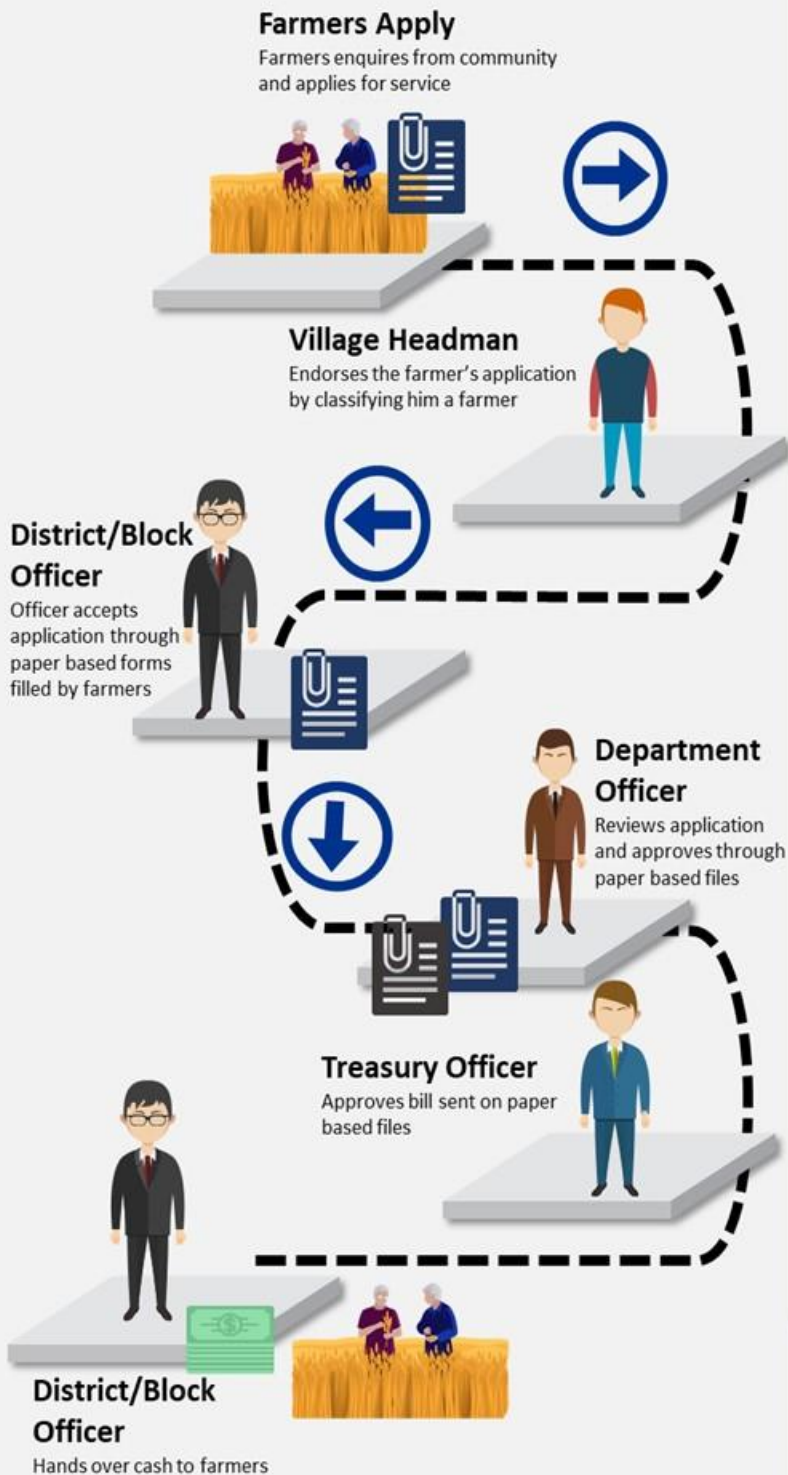 Farmers Apply
Farmers enquires from community
and applies for service
Village Headman
Endorses the farmer's application
by classifying him a farmer
District/Block
Officer
Officer accepts
application through
paper based forms
filled by farmers
Department
Officer
Reviews application
and approves through
paper based files
Treasury Officer
Approves bill sent on paper
based files
District/Block
Officer
Hands over cash to farmers